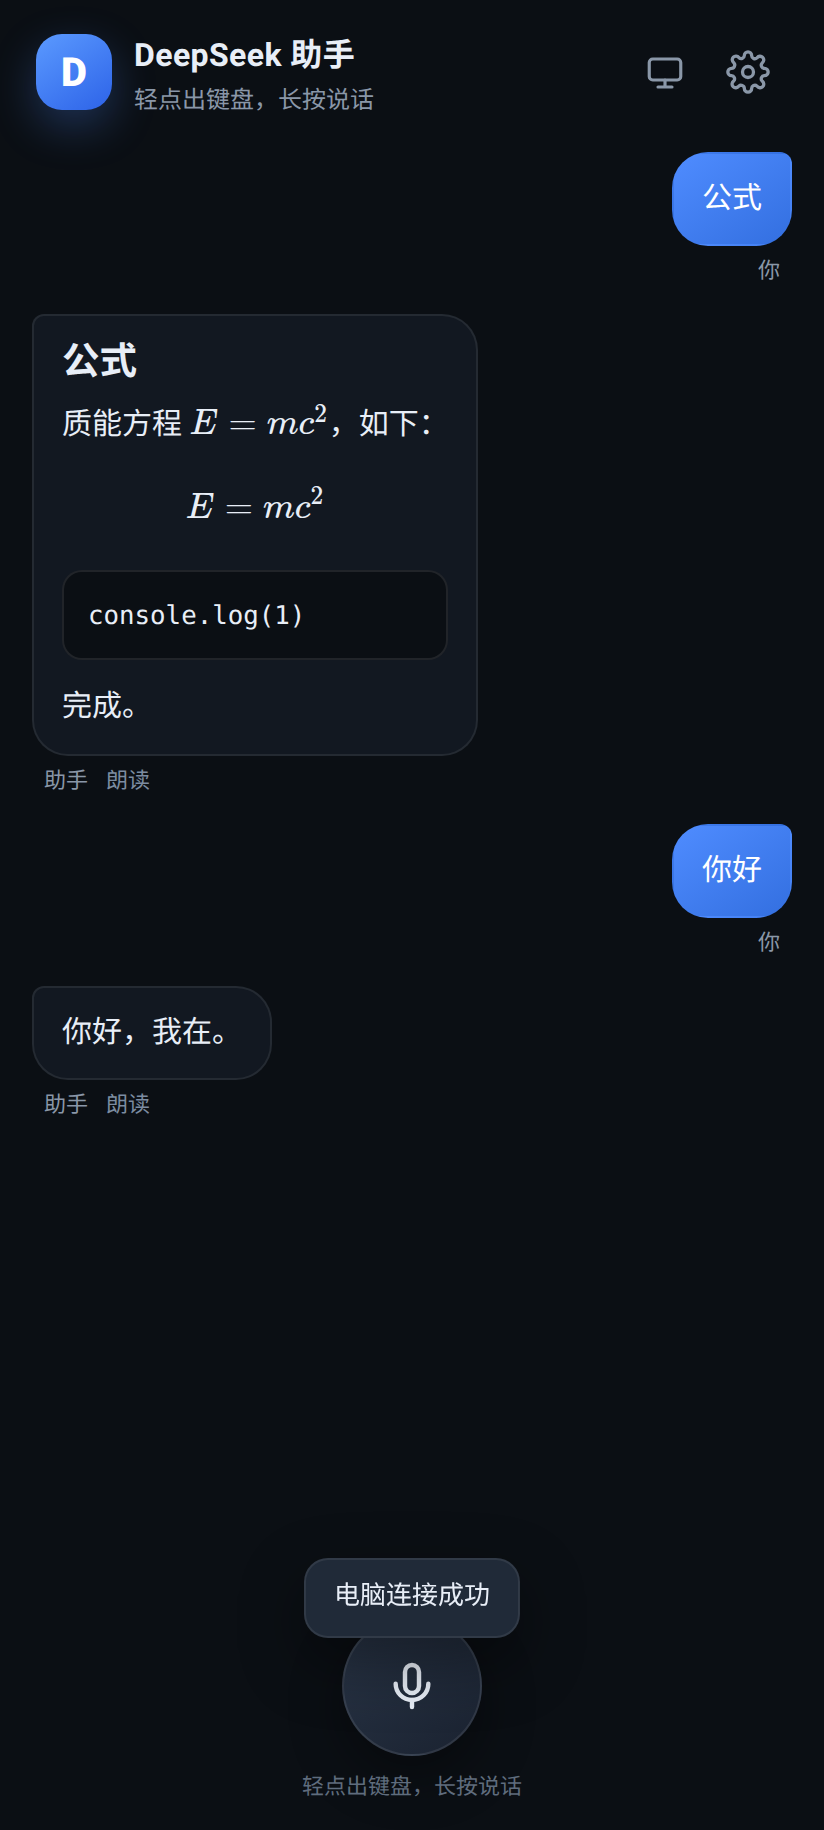 D
DeepSeek 助手
轻点出键盘，长按说话
公式
你
公式
质能方程 E = mc²，如下：
E = mc²
console.log(1)
完成。
助手 朗读
你好
你
你好，我在。
助手 朗读
电脑连接成功
轻点出键盘，长按说话